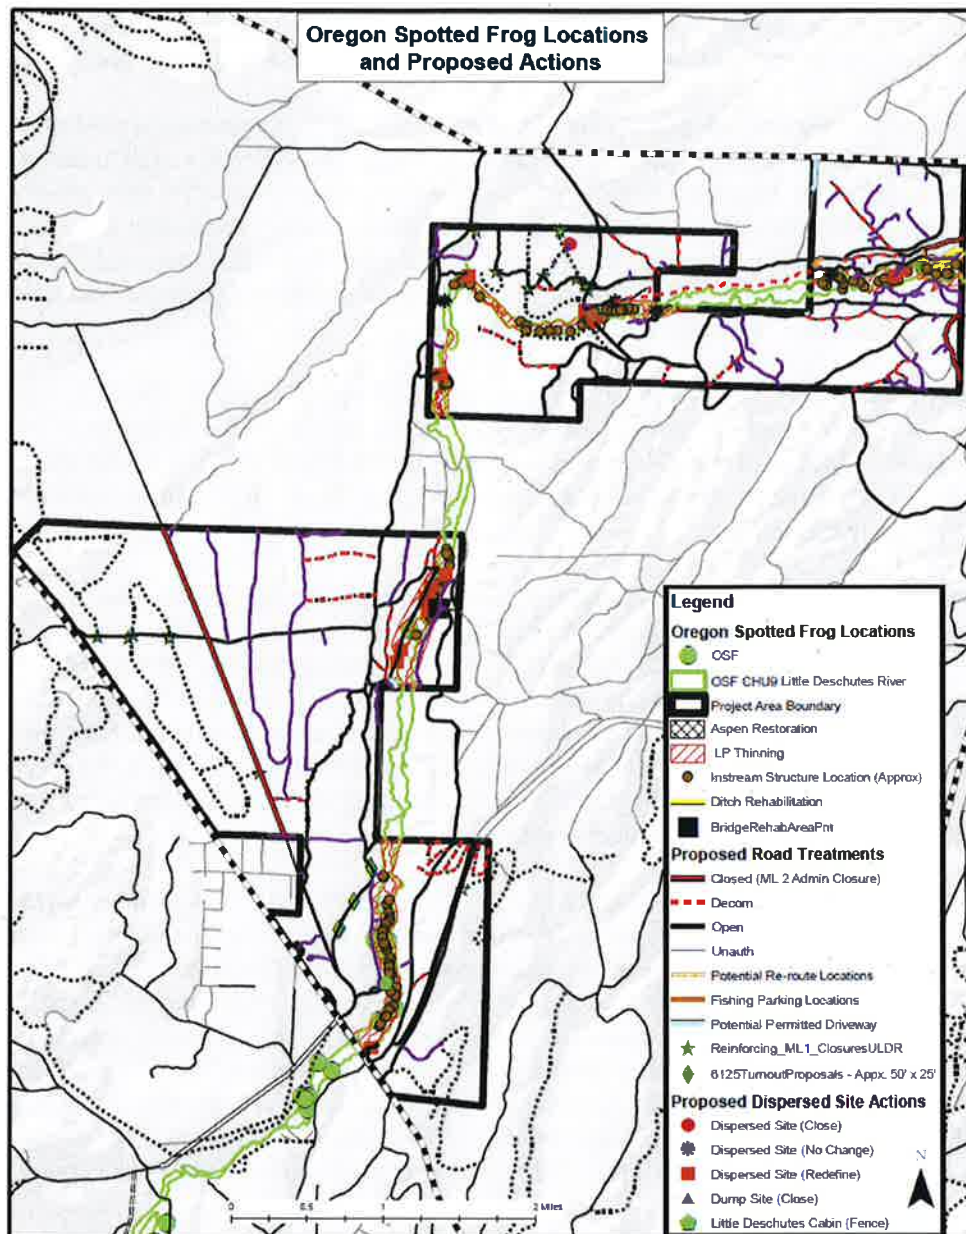 Oregon Spotted Frog Locations
and Proposed Actions
Legend
Oregon Spotted Frog Locations
OSF
OSF CHU9 Little Deschutes River
Project Area Boundary
Aspen Restoration
LP Thinning
Instream Structure Location (Approx)
Ditch Rehabilitation
BridgeRehabAreaPnt
Proposed Road Treatments
Closed (ML 2 Admin Closure)
Decom
Open
Unauth
Potential Re-route Locations
Fishing Parking Locations
Potential Permitted Driveway
Reinforcing_ML1_ClosuresULDR
6125TurnoutProposals - Appx. 50' x 25'
Proposed Dispersed Site Actions
Dispersed Site (Close)
Dispersed Site (No Change)
Dispersed Site (Redefine)
Dump Site (Close)
Little Deschutes Cabin (Fence)
N
0 0.5 1 2 Miles